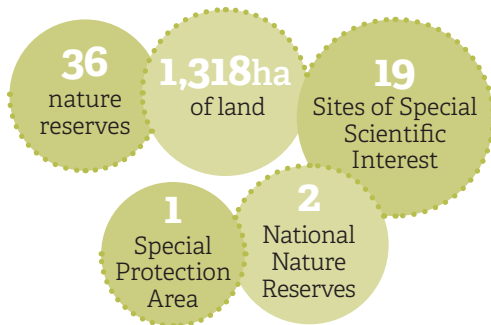 36
nature
reserves
1,318ha
of land
19
Sites of Special
Scientific
Interest
1
Special
Protection
Area
2
National
Nature
Reserves